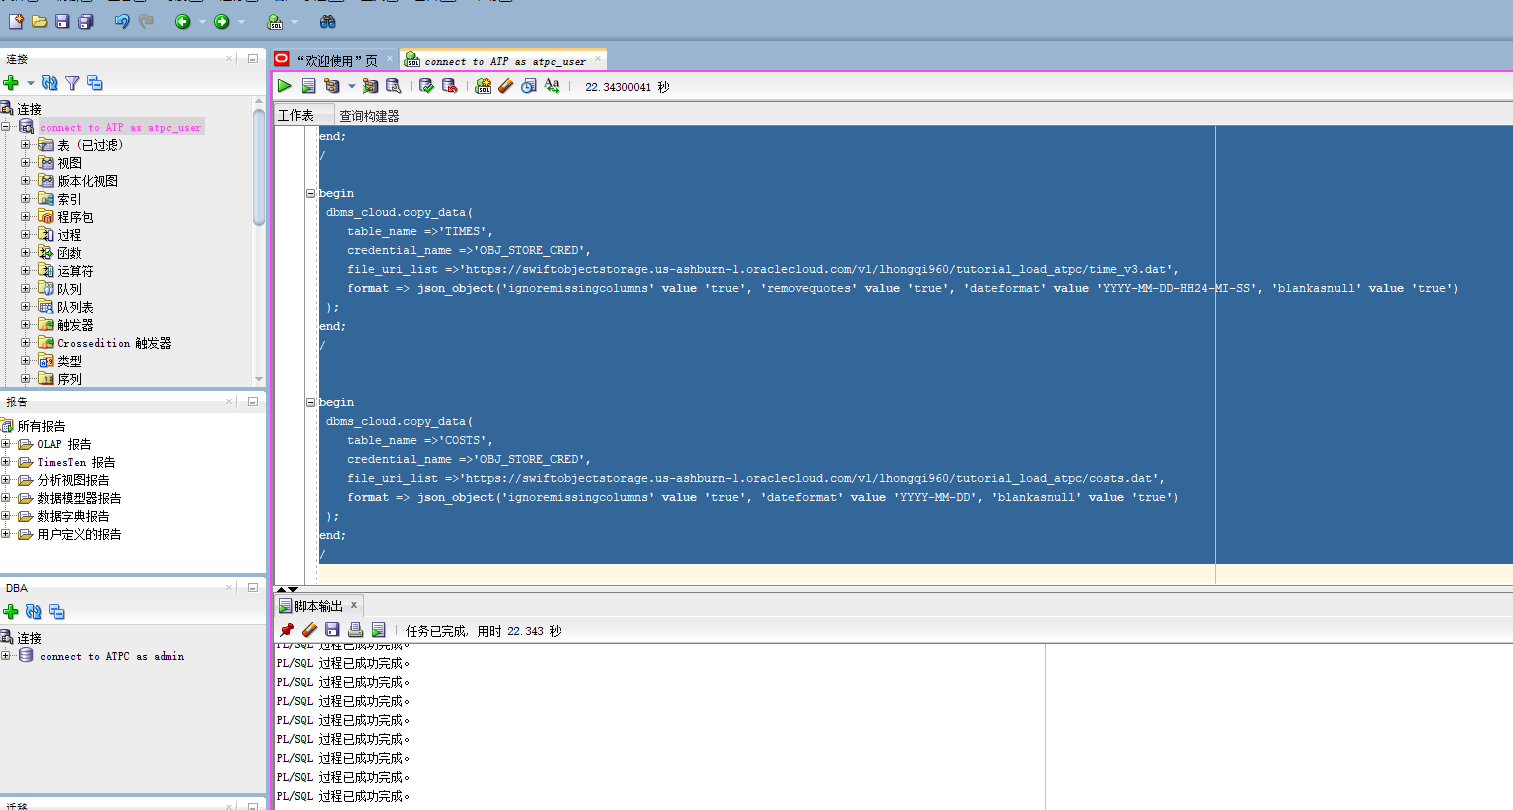 连接
连接
connect to ATP as atpc_user
表 (已过滤)
视图
版本化视图
索引
程序包
过程
函数
运算符
队列
队列表
触发器
Crossedition 触发器
类型
序列
报告
所有报告
OLAP 报告
TimesTen 报告
分析视图报告
数据模型器报告
数据字典报告
用户定义的报告
DBA
连接
connect to ATPC as admin
迁移
“欢迎使用”页
connect to ATP as atpc_user
22.34300041 秒
工作表
查询构建器
end;
/
begin
dbms_cloud.copy_data(
table_name =>'TIMES',
credential_name =>'OBJ_STORE_CRED',
file_uri_list =>'https://swiftobjectstorage.us-ashburn-1.oraclecloud.com/v1/lhongqi960/tutorial_load_atpc/time_v3.dat',
format => json_object('ignoremissingcolumns' value 'true', 'removequotes' value 'true', 'dateformat' value 'YYYY-MM-DD-HH24-MI-SS', 'blankasnull' value 'true')
);
end;
/
begin
dbms_cloud.copy_data(
table_name =>'COSTS',
credential_name =>'OBJ_STORE_CRED',
file_uri_list =>'https://swiftobjectstorage.us-ashburn-1.oraclecloud.com/v1/lhongqi960/tutorial_load_atpc/costs.dat',
format => json_object('ignoremissingcolumns' value 'true', 'dateformat' value 'YYYY-MM-DD', 'blankasnull' value 'true')
);
end;
/
脚本输出
任务已完成, 用时 22.343 秒
PL/SQL 过程已成功完成。
PL/SQL 过程已成功完成。
PL/SQL 过程已成功完成。
PL/SQL 过程已成功完成。
PL/SQL 过程已成功完成。
PL/SQL 过程已成功完成。
PL/SQL 过程已成功完成。
PL/SQL 过程已成功完成。
PL/SQL 过程已成功完成。